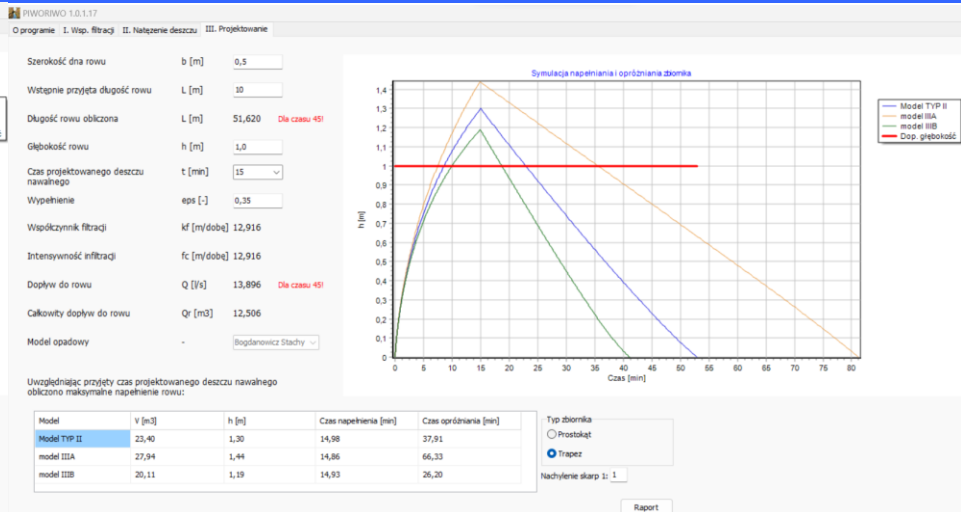 PIWORIWO 1.0.1.17
O programie I. Wsp. filtracji II. Natężenie deszczu III. Projektowanie
Szerokość dna rowu b [m] 0,5
Wstępnie przyjęta długość rowu L [m] 10
Długość rowu obliczona L [m] 51,620 Dla czasu 45!
Głębokość rowu h [m] 1,0
Czas projektowanego deszczu nawalnego t [min] 15
Wypełnienie eps [-] 0,35
Współczynnik filtracji kf [m/dobę] 12,916
Intensywność infiltracji fc [m/dobę] 12,916
Dopływ do rowu Q [l/s] 13,896 Dla czasu 45!
Całkowity dopływ do rowu Qr [m3] 12,506
Model opadowy - Bogdanowicz Stachy
Symulacja napełniania i opróżniania zbiornika
1,4
1,3
1,2
1,1
1
0,9
0,8
0,7
0,6
0,5
0,4
0,3
0,2
0,1
0
h [m]
0 5 10 15 20 25 30 35 40 45 50 55 60 65 70 75 80
Czas [min]
Model TYP II
model IIIA
model IIIB
Dop. głębokość
Uwzględniając przyjęty czas projektowanego deszczu nawalnego
obliczono maksymalne napełnienie rowu:
Model V [m3] h [m] Czas napełnienia [min] Czas opróżniania [min]
Model TYP II 23,40 1,30 14,98 37,91
model IIIA 27,94 1,44 14,86 66,33
model IIIB 20,11 1,19 14,93 26,20
Typ zbiornika
Prostokąt
Trapez
Nachylenie skarp 1: 1
Raport